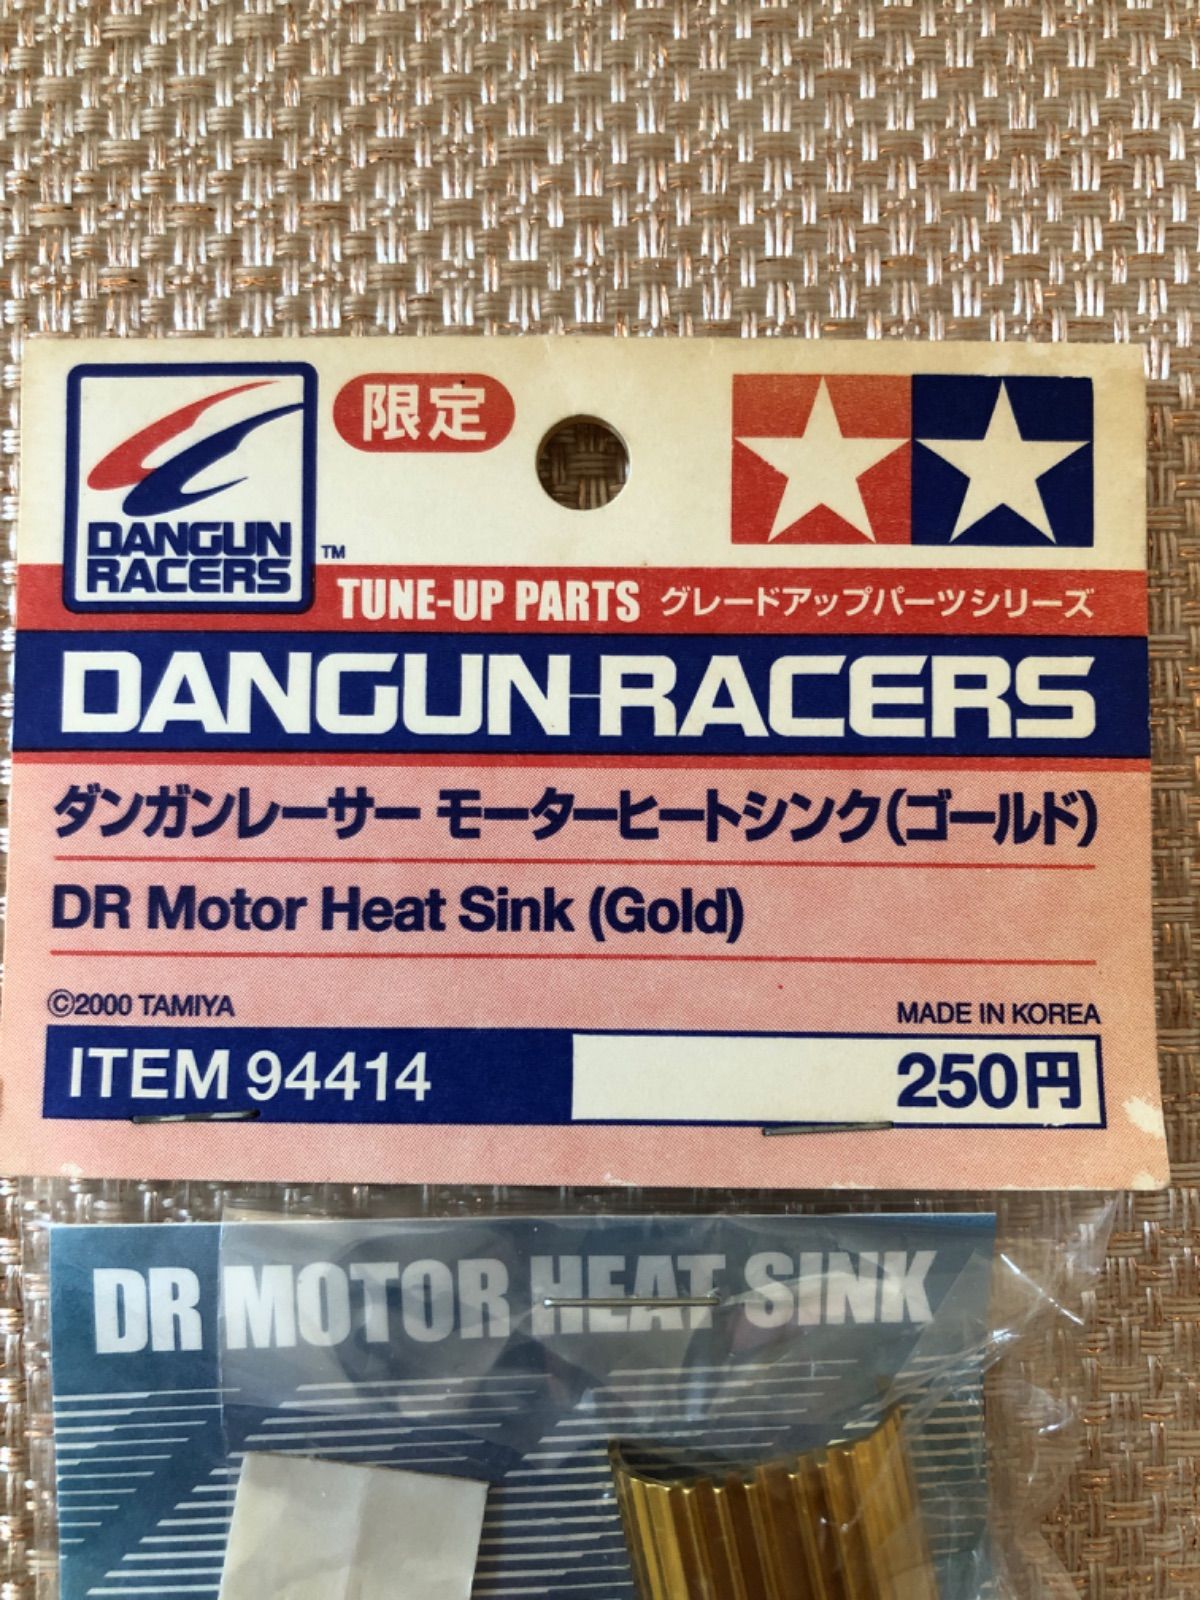 限定
DANGUN
RACERS
TM
TUNE-UP PARTS グレードアップパーツシリーズ
DANGUN-RACERS
ダンガンレーサー モーターヒートシンク(ゴールド)
DR Motor Heat Sink (Gold)
©2000 TAMIYA MADE IN KOREA
ITEM 94414 250円
DR MOTOR HEAT SINK